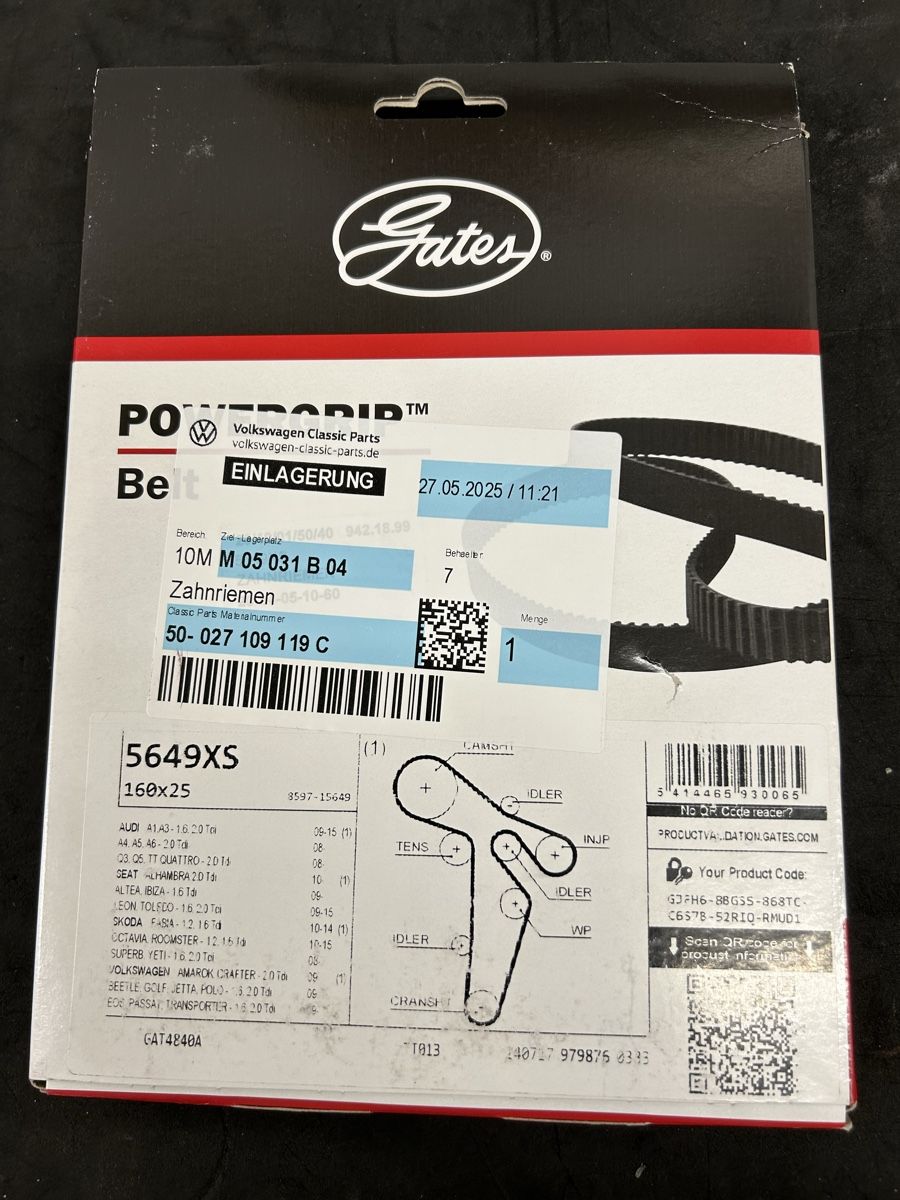 Gates®
POWERGRIP™
Belt
Volkswagen Classic Parts
volkswagen-classic-parts.de
EINLAGERUNG
27.05.2025 / 11:21
942.18.99
Bereich
Ziel-Lagerplatz
Behaelter
10M M 05 031 B 04
7
Zahnriemen
Classic Parts Materialnummer
Menge
50- 027 109 119 C
1
5649XS
160x25
8597-15649
(1)
CAMSHT
IDLER
INJP
TENS
IDLER
WP
IDLER
CRANSHT
AUDI A1,A3 - 1.6, 2.0 Tdi 09-15 (1)
A4, A5, A6 - 2.0 Tdi 08-
Q3, Q5, TT QUATTRO - 2.0 Tdi 08-
SEAT ALHAMBRA 2.0 Tdi 10- (1)
ALTEA, IBIZA - 1.6 Tdi 09-
LEON, TOLEDO - 1.6, 2.0 Tdi 09-15
SKODA FABIA - 1.2, 1.6 Tdi 10-14 (1)
OCTAVIA, ROOMSTER - 1.2, 1.6 Tdi 10-15
SUPERB, YETI - 1.6, 2.0 Tdi 08-
VOLKSWAGEN AMAROK, CRAFTER - 2.0 Tdi 09 (1)
BEETLE, GOLF, JETTA, POLO - 1.6, 2.0 Tdi 09-
EOS, PASSAT, TRANSPORTER - 1.6, 2.0 Tdi 9-
GAT4840A
T013
140717 979876 0333
5 414465 930065
No QR Code reader?
PRODUCTVALIDATION.GATES.COM
Your Product Code:
Scan QR code for
product information